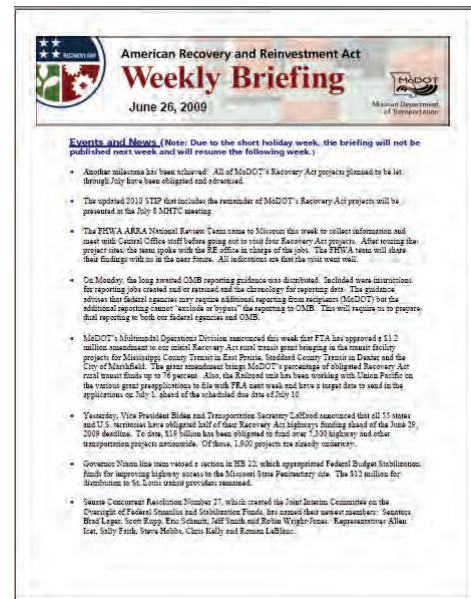 RECOVERY.GOV
American Recovery and Reinvestment Act
Weekly Briefing
June 26, 2009
MoDOT
Missouri Department
of Transportation
Events and News (Note: Due to the short holiday week, the briefing will not be
published next week and will resume the following week.)
• Another milestone has been achieved. All of MoDOT's Recovery Act projects planned to be let
through July have been obligated and advertised.
• The updated 2010 STIP that includes the remainder of MoDOT's Recovery Act projects will be
presented at the July 8 MHTC meeting.
• The FHWA ARRA National Review Team came to Missouri this week to collect information and
meet with Central Office staff before going out to visit four Recovery Act projects. After touring the
project sites, the team spoke with the RE office in charge of the jobs. The FHWA team will share
their findings with us in the near future. All indications are that the visit went well.
• On Monday, the long awaited OMB reporting guidance was distributed. Included were instructions
for reporting jobs created and or retained and the chronology for reporting data. The guidance
advises that federal agencies may require additional reporting from recipients (MoDOT) but the
additional reporting cannot "exclude or bypass" the reporting to OMB. This will require us to prepare
dual reporting to both our federal agencies and OMB.
• MoDOT's Multimodal Operations Division announced this week that FTA has approved a $1.2
million amendment to our initial Recovery Act rural transit grant bringing in the transit facility
projects for Mississippi County Transit in East Prairie, Stoddard County Transit in Dexter and the
City of Marshfield. The grant amendment brings MoDOT's percentage of obligated Recovery Act
rural transit funds up to 76 percent. Also, the Railroad unit has been working with Union Pacific on
the various grant preapplications to file with FRA next week and have a target date to send in the
applications on July 1, ahead of the scheduled due date of July 10.
• Yesterday, Vice President Biden and Transportation Secretary LaHood announced that all 55 states
and U.S. territories have obligated half of their Recovery Act highways funding ahead of the June 29,
2009 deadline. To date, $19 billion has been obligated to fund over 5,300 highway and other
transportation projects nationwide. Of those, 1,900 projects are already underway.
• Governor Nixon line item vetoed a section in HB 22, which appropriated Federal Budget Stabilization
funds for improving highway access to the Missouri State Penitentiary site. The $12 million for
distribution to St. Louis transit providers remained.
• Senate Concurrent Resolution Number 27, which created the Joint Interim Committee on the
Oversight of Federal Stimulus and Stabilization Funds, has named their newest members: Senators
Brad Lager, Scott Rupp, Eric Schmitt, Jeff Smith and Robin Wright-Jones. Representatives Allen
Icet, Sally Faith, Steve Hobbs, Chris Kelly and Roman LeBlanc.